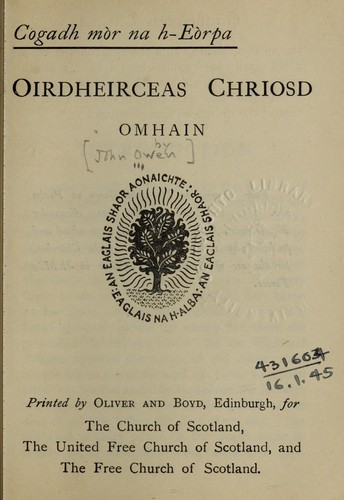 Cogadh mòr na h-Eòrpa
OIRDHEIRCEAS CHRIOSD
OMHAIN
by
[John Owen]
AN EAGLAIS SHAOR AONAICHTE: AN EAGLAIS SHAOR: EAGLAIS NA H-ALBA:
431604
16.1.45
Printed by OLIVER AND BOYD, Edinburgh, for
The Church of Scotland,
The United Free Church of Scotland, and
The Free Church of Scotland.